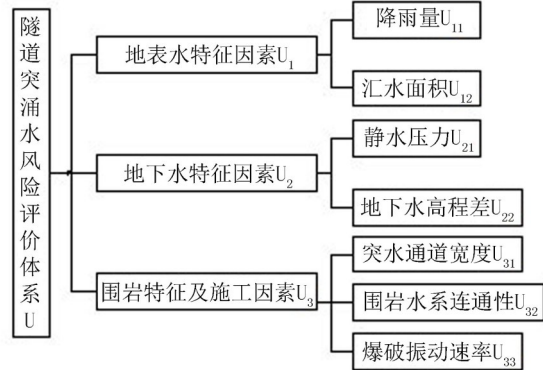 隧道突涌水风险评价体系U
地表水特征因素U₁
降雨量U₁₁
汇水面积U₁₂
地下水特征因素U₂
静水压力U₂₁
地下水高程差U₂₂
围岩特征及施工因素U₃
突水通道宽度U₃₁
围岩水系连通性U₃₂
爆破振动速率U₃₃